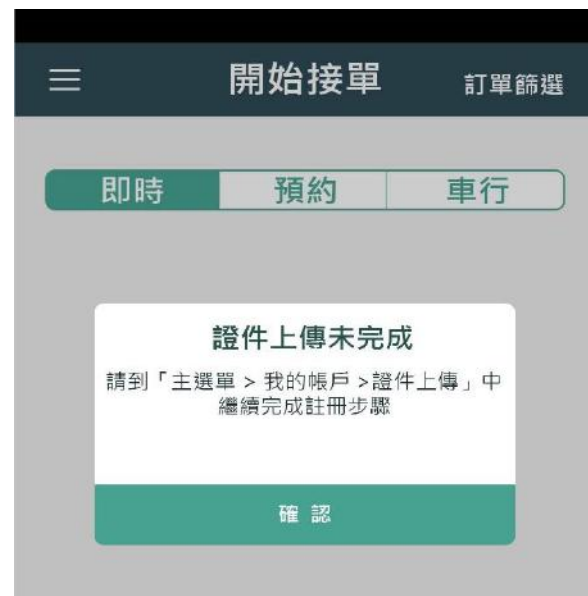 開始接單
訂單篩選
即時
預約
車行
證件上傳未完成
請到「主選單 > 我的帳戶 >證件上傳」中
繼續完成註冊步驟
確認